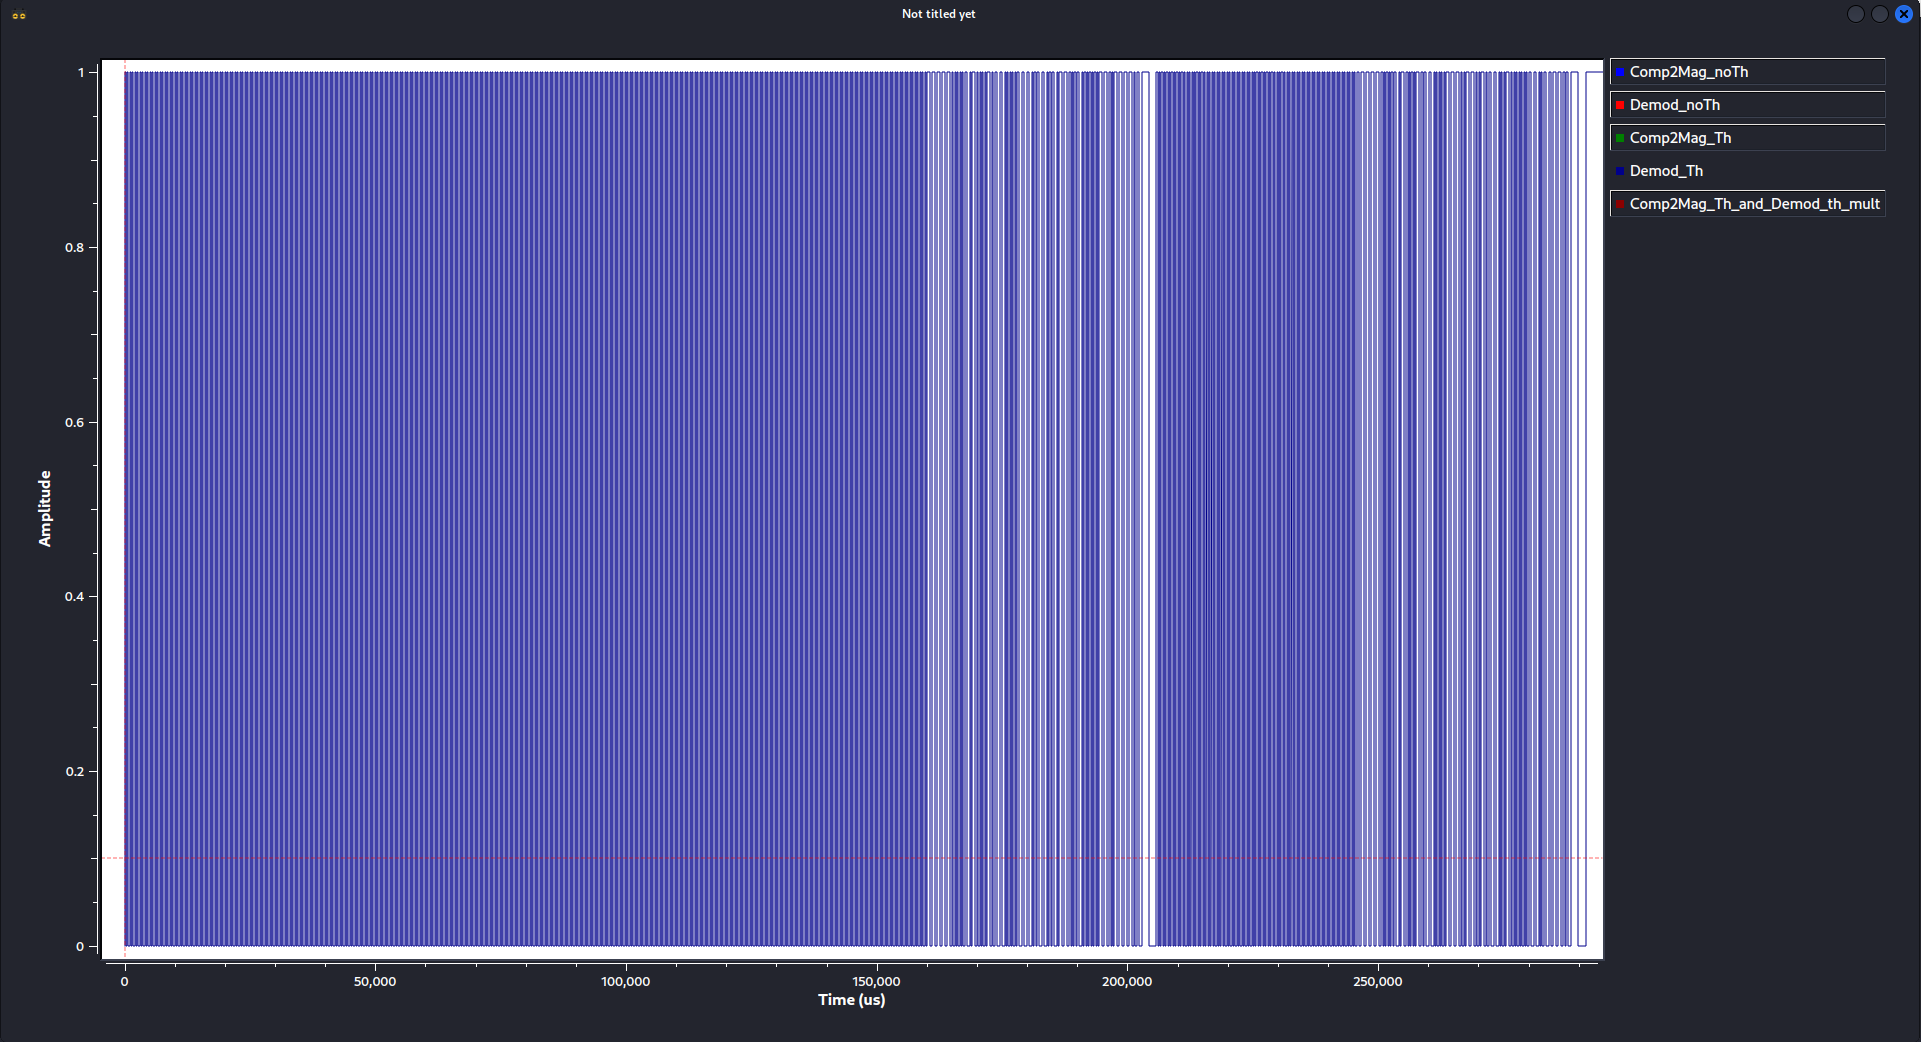 Not titled yet
Comp2Mag_noTh
Demod_noTh
Comp2Mag_Th
Demod_Th
Comp2Mag_Th_and_Demod_th_mult
Amplitude
1
0.8
0.6
0.4
0.2
0
0 50,000 100,000 150,000 200,000 250,000
Time (us)